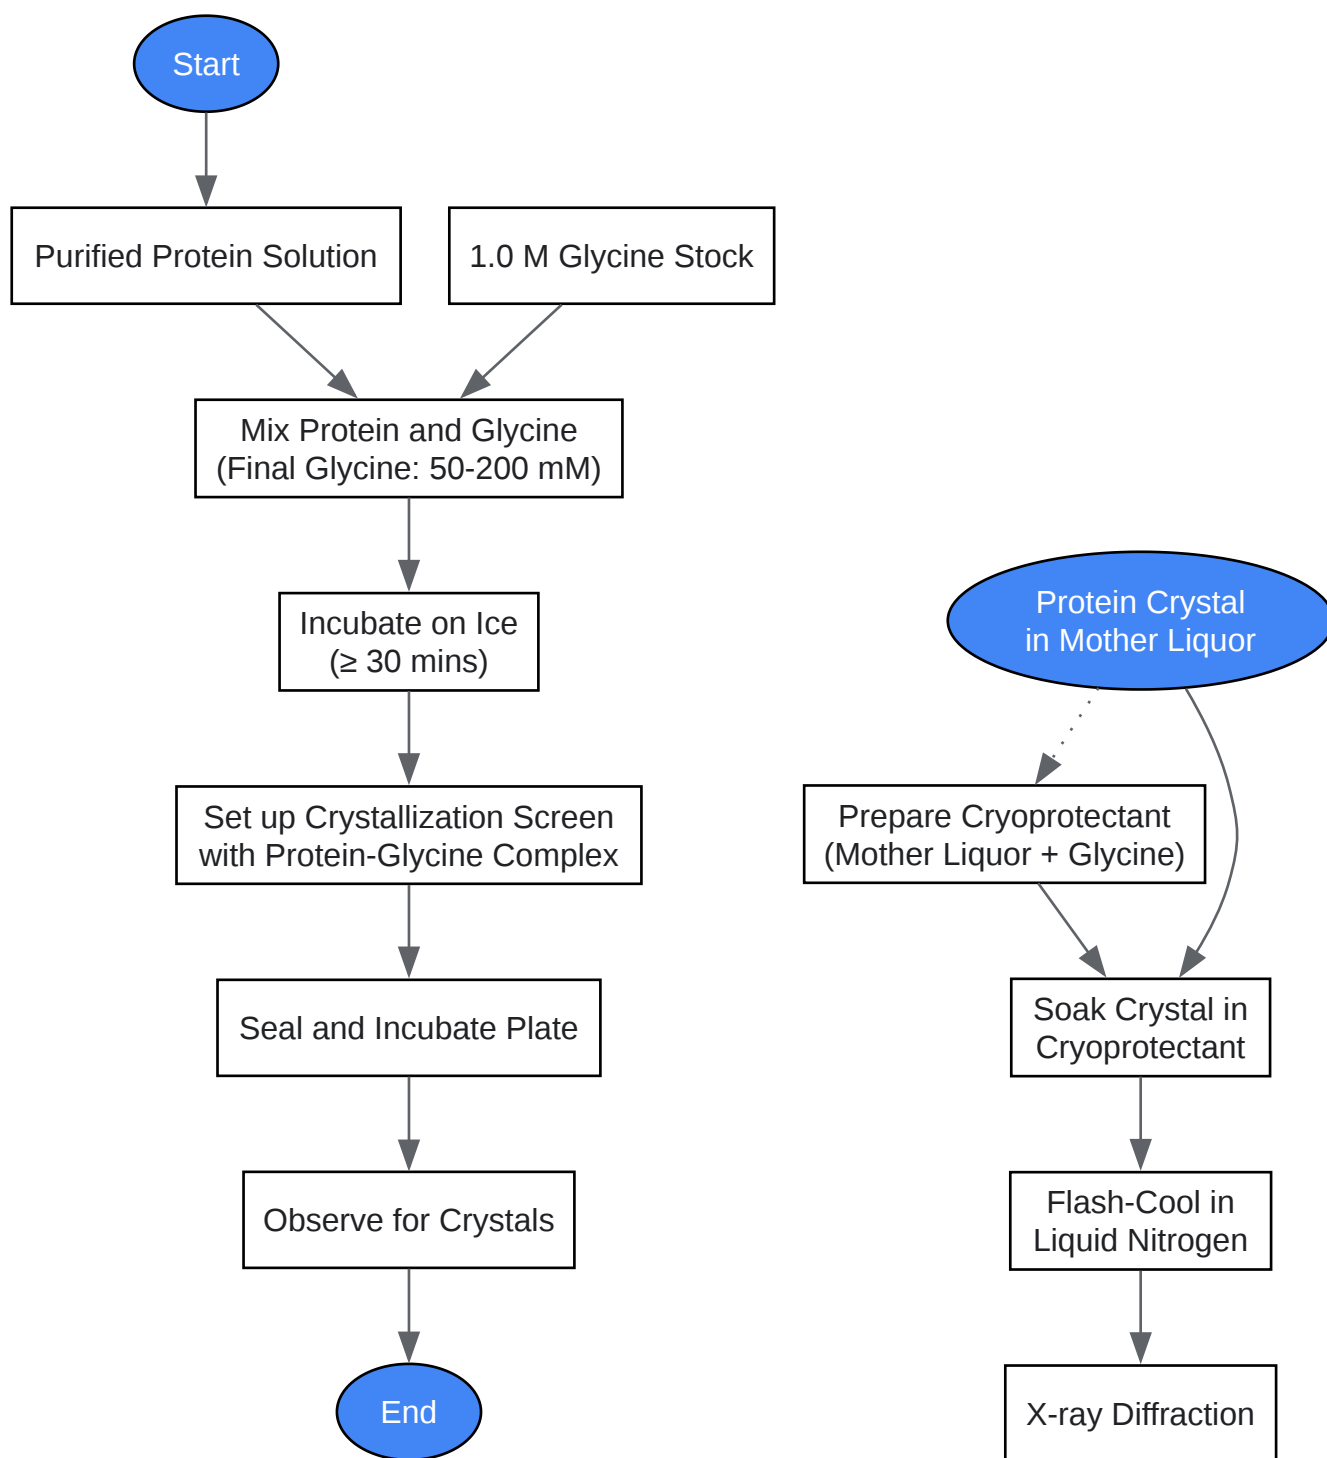 Start
Purified Protein Solution
1.0 M Glycine Stock
Mix Protein and Glycine
(Final Glycine: 50-200 mM)
Incubate on Ice
(≥ 30 mins)
Set up Crystallization Screen
with Protein-Glycine Complex
Seal and Incubate Plate
Observe for Crystals
End
Protein Crystal
in Mother Liquor
Prepare Cryoprotectant
(Mother Liquor + Glycine)
Soak Crystal in
Cryoprotectant
Flash-Cool in
Liquid Nitrogen
X-ray Diffraction